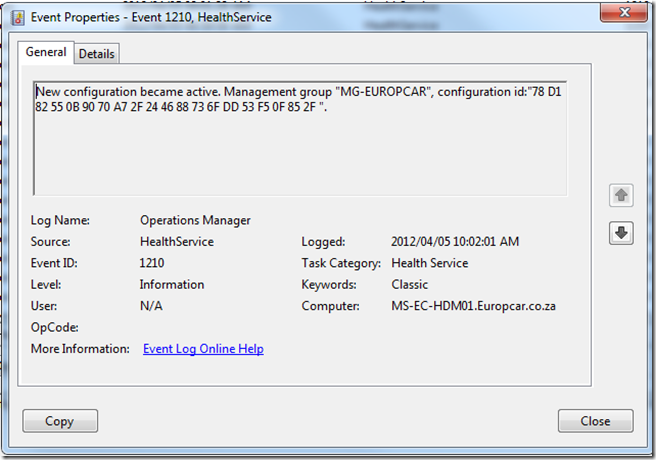 Event Properties - Event 1210, HealthService
General Details
New configuration became active. Management group "MG-EUROPCAR", configuration id:"78 D1
82 55 0B 90 70 A7 2F 24 46 88 73 6F DD 53 F5 0F 85 2F ".
Log Name: Operations Manager
Source: HealthService Logged: 2012/04/05 10:02:01 AM
Event ID: 1210 Task Category: Health Service
Level: Information Keywords: Classic
User: N/A Computer: MS-EC-HDM01.Europcar.co.za
OpCode:
More Information: Event Log Online Help
Copy Close